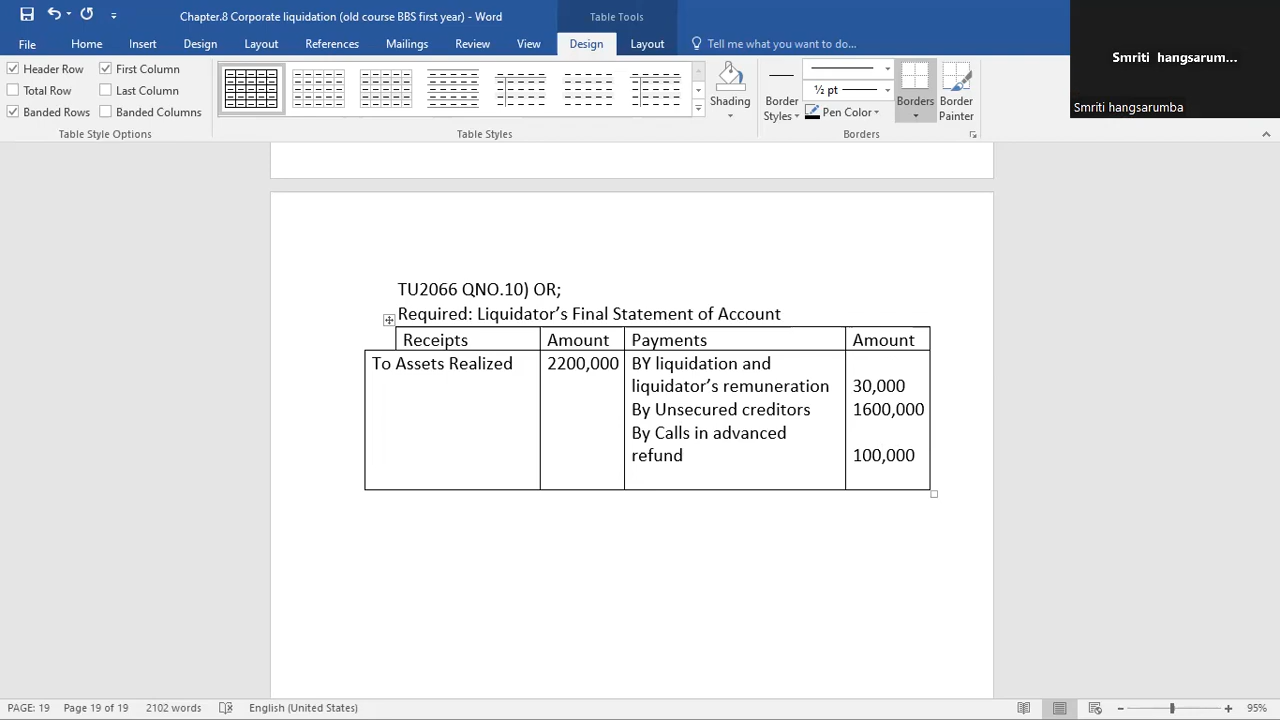 Chapter.8 Corporate liquidation (old course BBS first year) - Word
Table Tools
Smriti hangsarum...
Smriti hangsarumba
File Home Insert Design Layout References Mailings Review View Design Layout Tell me what you want to do...
Header Row First Column
Total Row Last Column
Banded Rows Banded Columns
Table Style Options
Table Styles
Shading
Border Styles
½ pt
Pen Color
Borders
Border Painter
Borders
TU2066 QNO.10) OR;
Required: Liquidator’s Final Statement of Account
Receipts Amount Payments Amount
To Assets Realized 2200,000 BY liquidation and
liquidator’s remuneration 30,000
By Unsecured creditors 1600,000
By Calls in advanced
refund 100,000
PAGE: 19 Page 19 of 19 2102 words English (United States) 95%